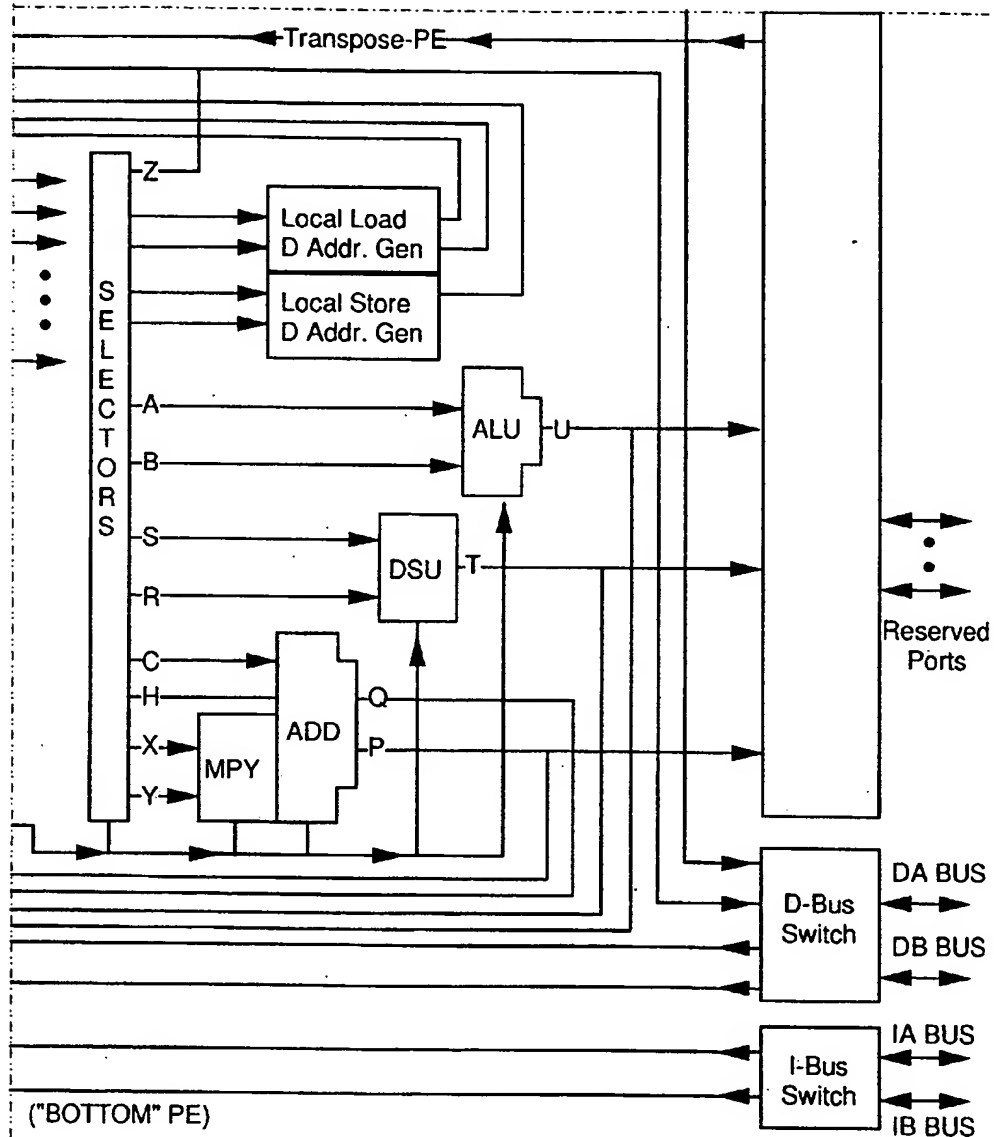 Transpose-PE
Z
Local Load
D Addr. Gen
Local Store
D Addr. Gen
SELECTORS
A
ALU
U
B
S
DSU
T
R
Reserved
Ports
C
H
Q
ADD
X
P
MPY
Y
DA BUS
D-Bus
Switch
DB BUS
IA BUS
I-Bus
Switch
IB BUS
("BOTTOM" PE)